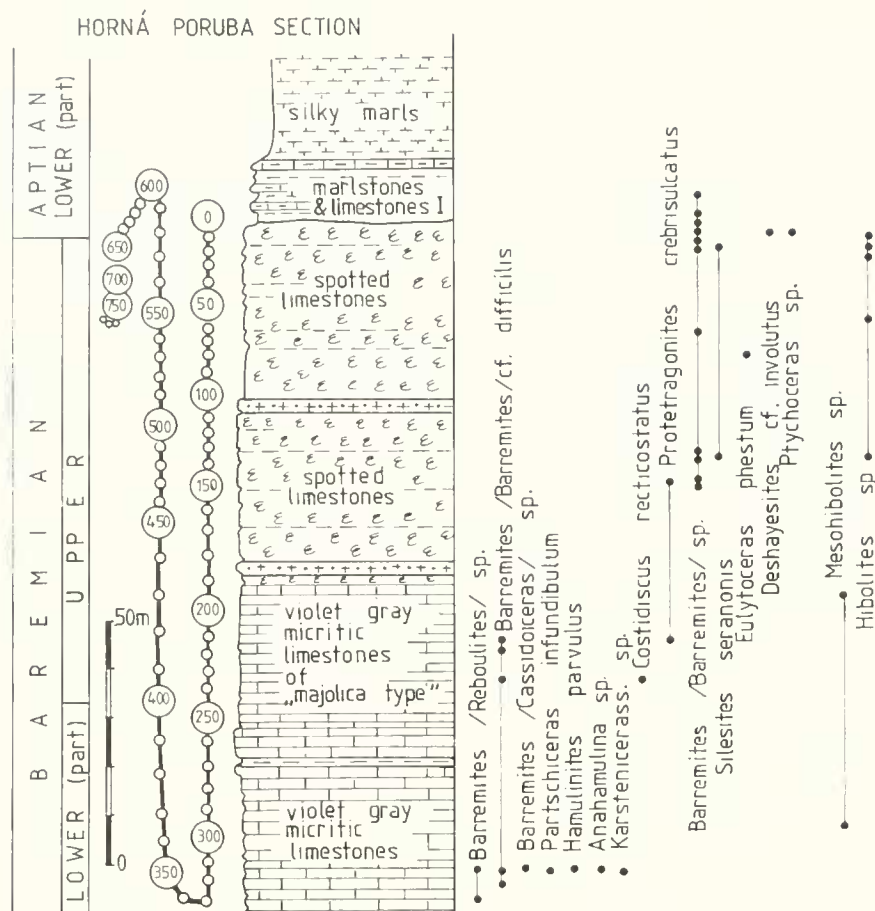 HORNÁ PORUBA SECTION
APTIAN
LOWER (part)
BAREMIAN
UPPER
LOWER (part)
50m
0
600
650
700
750
550
500
450
400
350
0
50
100
150
200
250
300
silky marls
marlstones
& limestones I
spotted
limestones
spotted
limestones
violet gray
micritic
limestones
of
„majolica type"
violet gray
micritic
limestones
Barremites /Reboulites/ sp.
Barremites /Barremites/cf. difficilis
Barremites /Cassidoiceras/ sp.
Partschiceras infundibulum
Hamulinites parvulus
Anahamulina sp.
Karstenicerass. sp.
Costidiscus recticostatus
Protetragonites crebrisulcatus
Barremites /Barremites/ sp.
Silesites seranonis
Eulytoceras phestum
Deshayesites cf. involutus
Ptychoceras sp.
Mesohibolites sp.
Hibolites sp